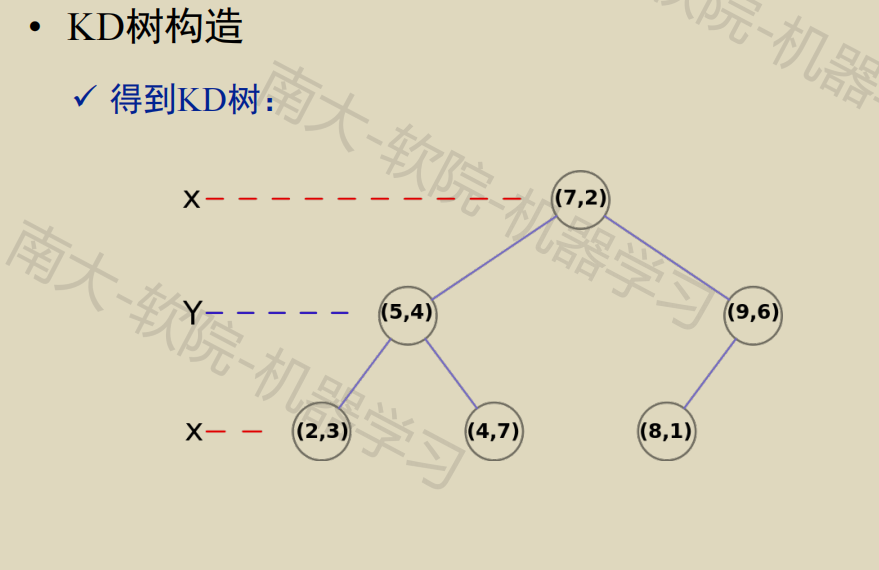 • KD树构造
✓ 得到KD树：
x (7,2)
Y (5,4) (9,6)
x (2,3) (4,7) (8,1)
南大-软院-机器学习
南大-软院-机器学习
软院-机器